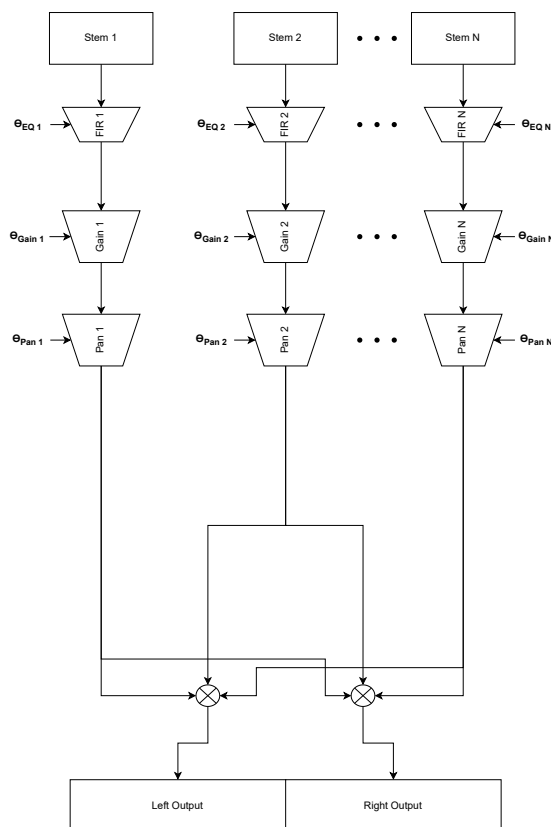 Stem 1
Stem 2
• • •
Stem N
ΘEQ 1
FIR 1
ΘEQ 2
FIR 2
• • •
FIR N
ΘEQ N
ΘGain 1
Gain 1
ΘGain 2
Gain 2
• • •
Gain N
ΘGain N
ΘPan 1
Pan 1
ΘPan 2
Pan 2
• • •
Pan N
ΘPan N
Left Output
Right Output